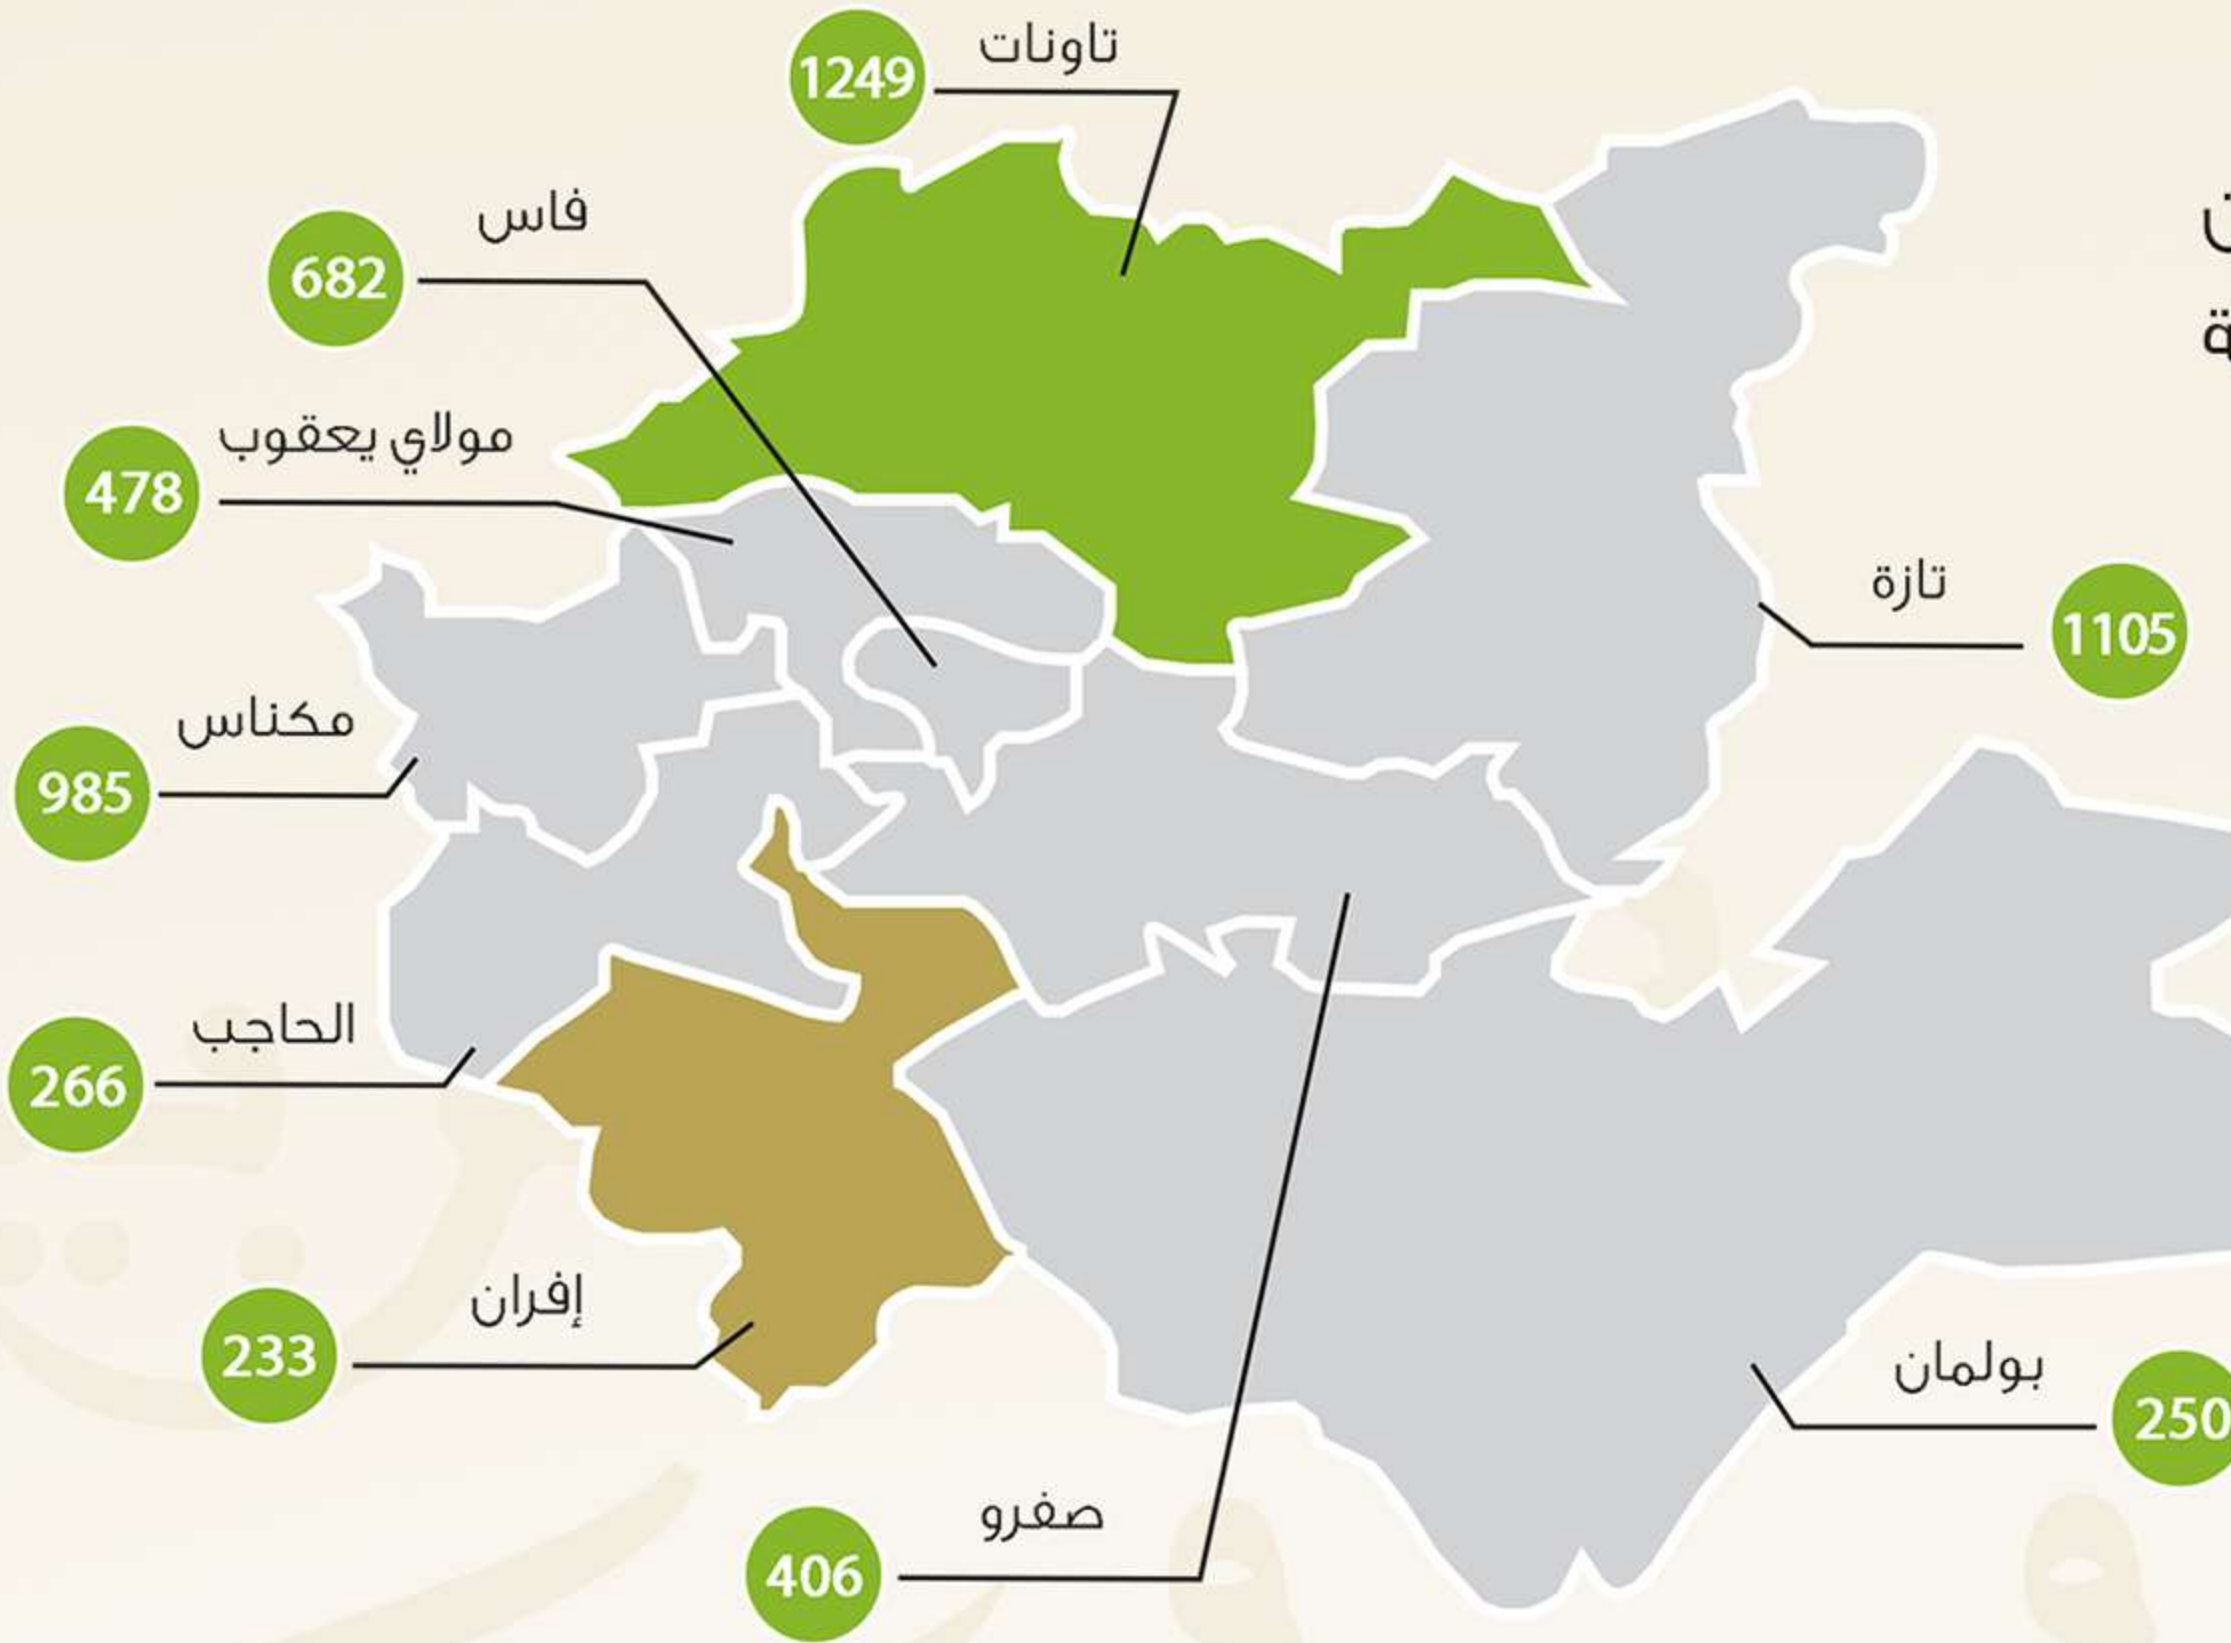 تاونات
1249
فاس
682
مولاي يعقوب
478
تازة
1105
مكناس
985
الحاجب
266
إفران
233
بولمان
250
صفرو
406